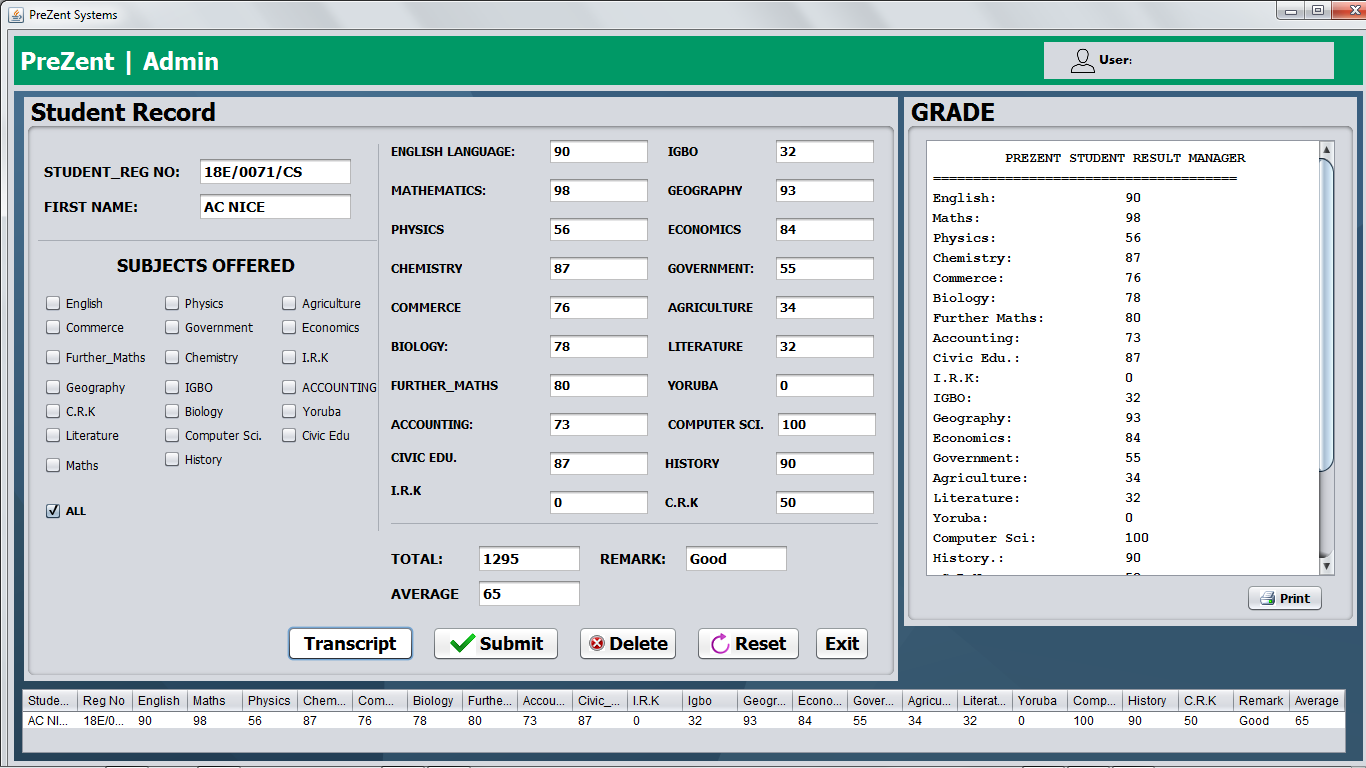 PreZent Systems
PreZent | Admin
User:
Student Record
STUDENT_REG NO: 18E/0071/CS
FIRST NAME: AC NICE
SUBJECTS OFFERED
English Physics Agriculture
Commerce Government Economics
Further_Maths Chemistry I.R.K
Geography IGBO ACCOUNTING
C.R.K Biology Yoruba
Literature Computer Sci. Civic Edu
Maths History
ALL
ENGLISH LANGUAGE: 90 IGBO 32
MATHEMATICS: 98 GEOGRAPHY 93
PHYSICS 56 ECONOMICS 84
CHEMISTRY 87 GOVERNMENT: 55
COMMERCE 76 AGRICULTURE 34
BIOLOGY: 78 LITERATURE 32
FURTHER_MATHS 80 YORUBA 0
ACCOUNTING: 73 COMPUTER SCI. 100
CIVIC EDU. 87 HISTORY 90
I.R.K 0 C.R.K 50
TOTAL: 1295 REMARK: Good
AVERAGE 65
Transcript Submit Delete Reset Exit
GRADE
PREZENT STUDENT RESULT MANAGER
======================================
English: 90
Maths: 98
Physics: 56
Chemistry: 87
Commerce: 76
Biology: 78
Further Maths: 80
Accounting: 73
Civic Edu.: 87
I.R.K: 0
IGBO: 32
Geography: 93
Economics: 84
Government: 55
Agriculture: 34
Literature: 32
Yoruba: 0
Computer Sci: 100
History.: 90
Print
Stude... Reg No English Maths Physics Chem... Com... Biology Furthe... Accou... Civic_... I.R.K Igbo Geogr... Econo... Gover... Agricu... Literat... Yoruba Comp... History C.R.K Remark Average
AC NI... 18E/0... 90 98 56 87 76 78 80 73 87 0 32 93 84 55 34 32 0 100 90 50 Good 65